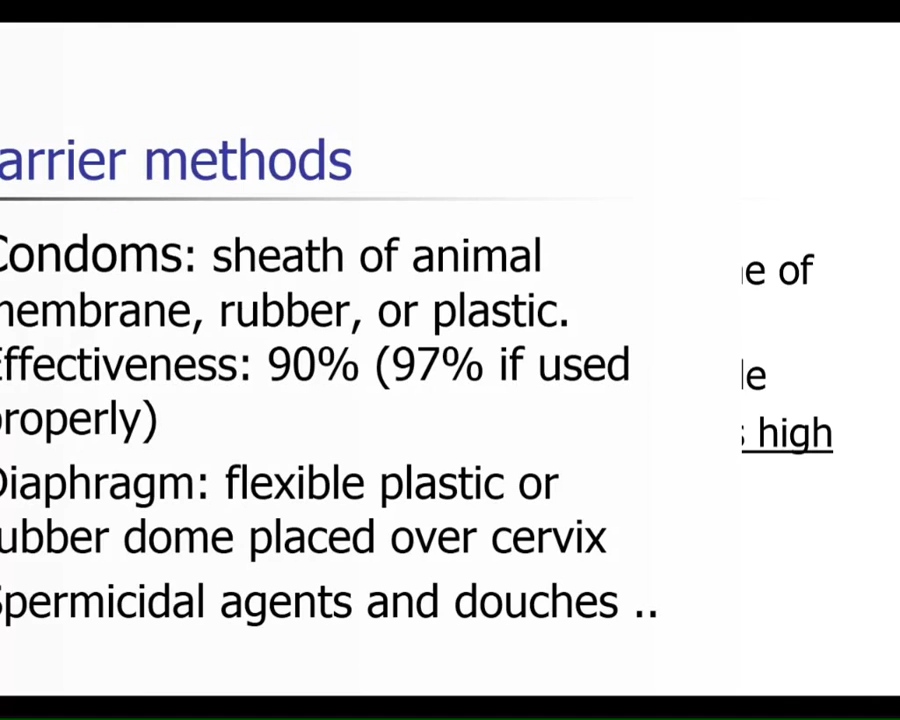 arrier methods
Condoms: sheath of animal
membrane, rubber, or plastic.
Effectiveness: 90% (97% if used
properly)
Diaphragm: flexible plastic or
rubber dome placed over cervix
Spermicidal agents and douches ..
e of
le
s high